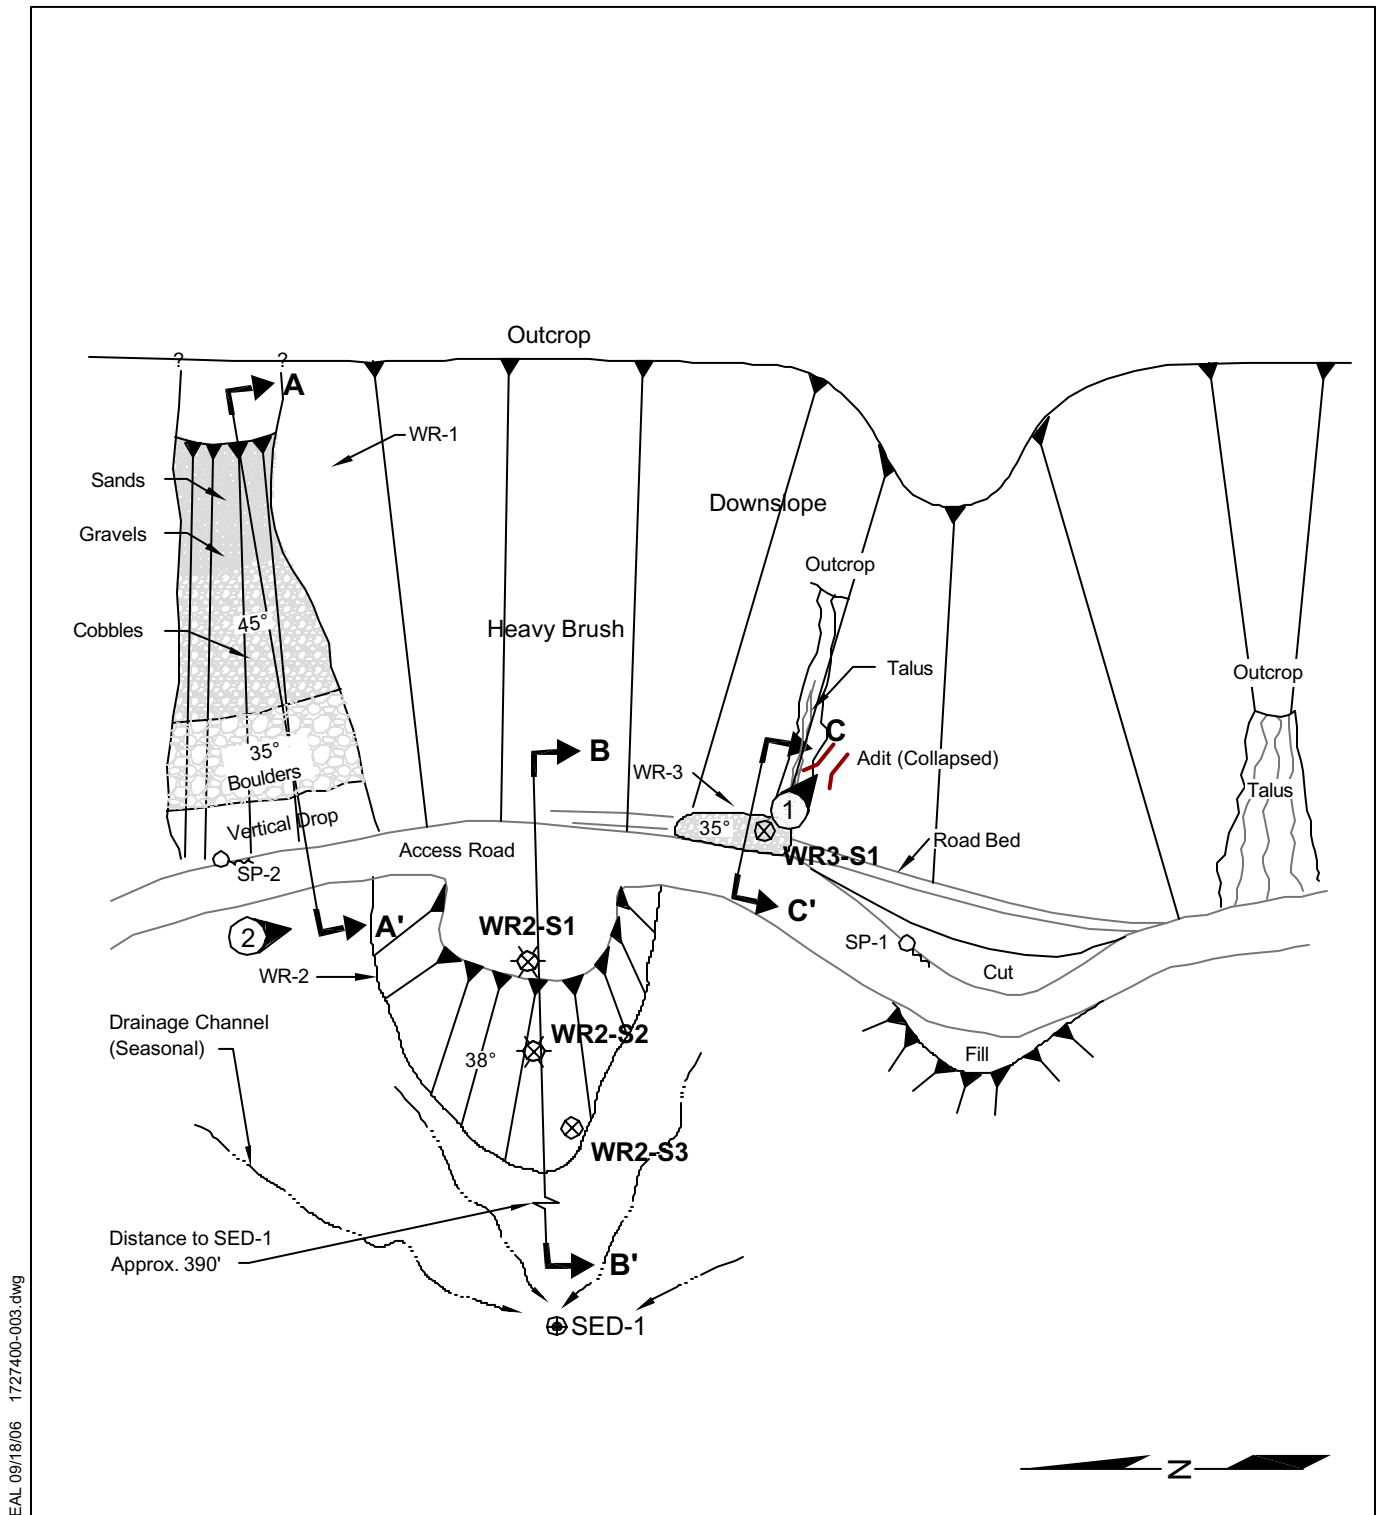 Outcrop
?
?
A
WR-1
Sands
Downslope
Gravels
Outcrop
45°
Heavy Brush
Cobbles
Talus
Outcrop
C
35°
B
Adit (Collapsed)
WR-3
Boulders
Talus
1
Vertical Drop
35°
Road Bed
Access Road
WR3-S1
SP-2
C'
A'
WR2-S1
2
SP-1
WR-2
Cut
Drainage Channel
(Seasonal)
WR2-S2
38°
Fill
WR2-S3
Distance to SED-1
Approx. 390'
B'
SED-1
N
EAL 09/18/06 1727400-003.dwg